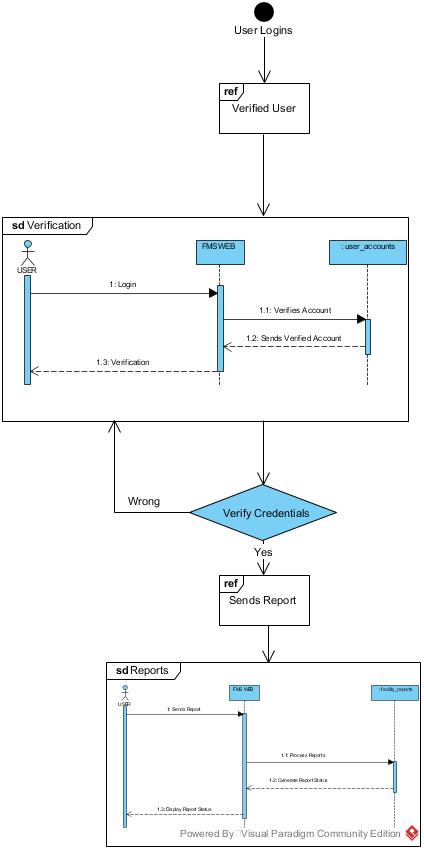 User Logins
ref
Verified User
sd Verification
USER
FMS WEB
: user_accounts
1: Login
1.1: Verifies Account
1.2: Sends Verified Account
1.3: Verification
Wrong
Verify Credentials
Yes
ref
Sends Report
sd Reports
USER
FMS WEB
: facility_reports
1: Sends Report
1.1: Process Reports
1.2: Generate Report Status
1.3: Display Report Status
Powered By Visual Paradigm Community Edition